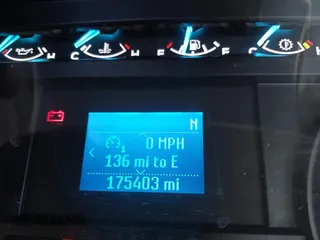 H C H E F C H
N
0 MPH
136 mi to E
175403 mi